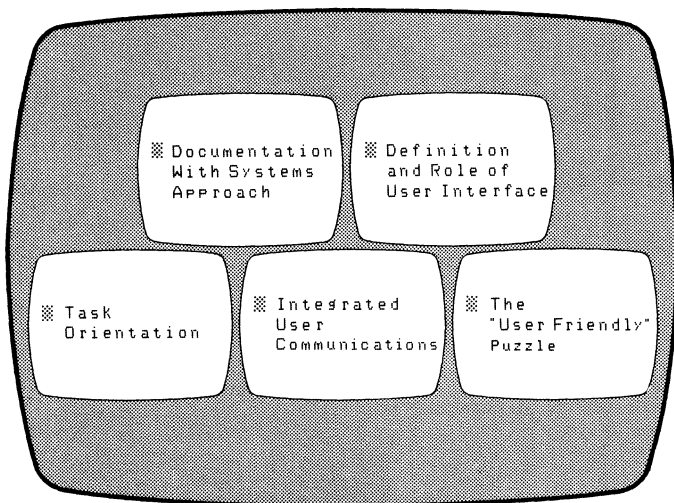 Documentation
With Systems
Approach
Definition
and Role of
User Interface
Task
Orientation
Integrated
User
Communications
The
"User Friendly"
Puzzle